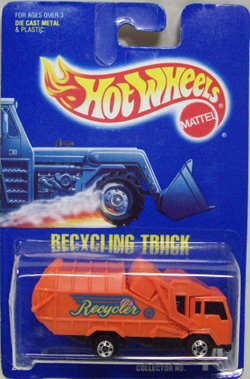 FOR AGES OVER 3
DIE CAST METAL
& PLASTIC
Hot Wheels
MATTEL
RECYCLING TRUCK
Recycler
COLLECTOR NO.